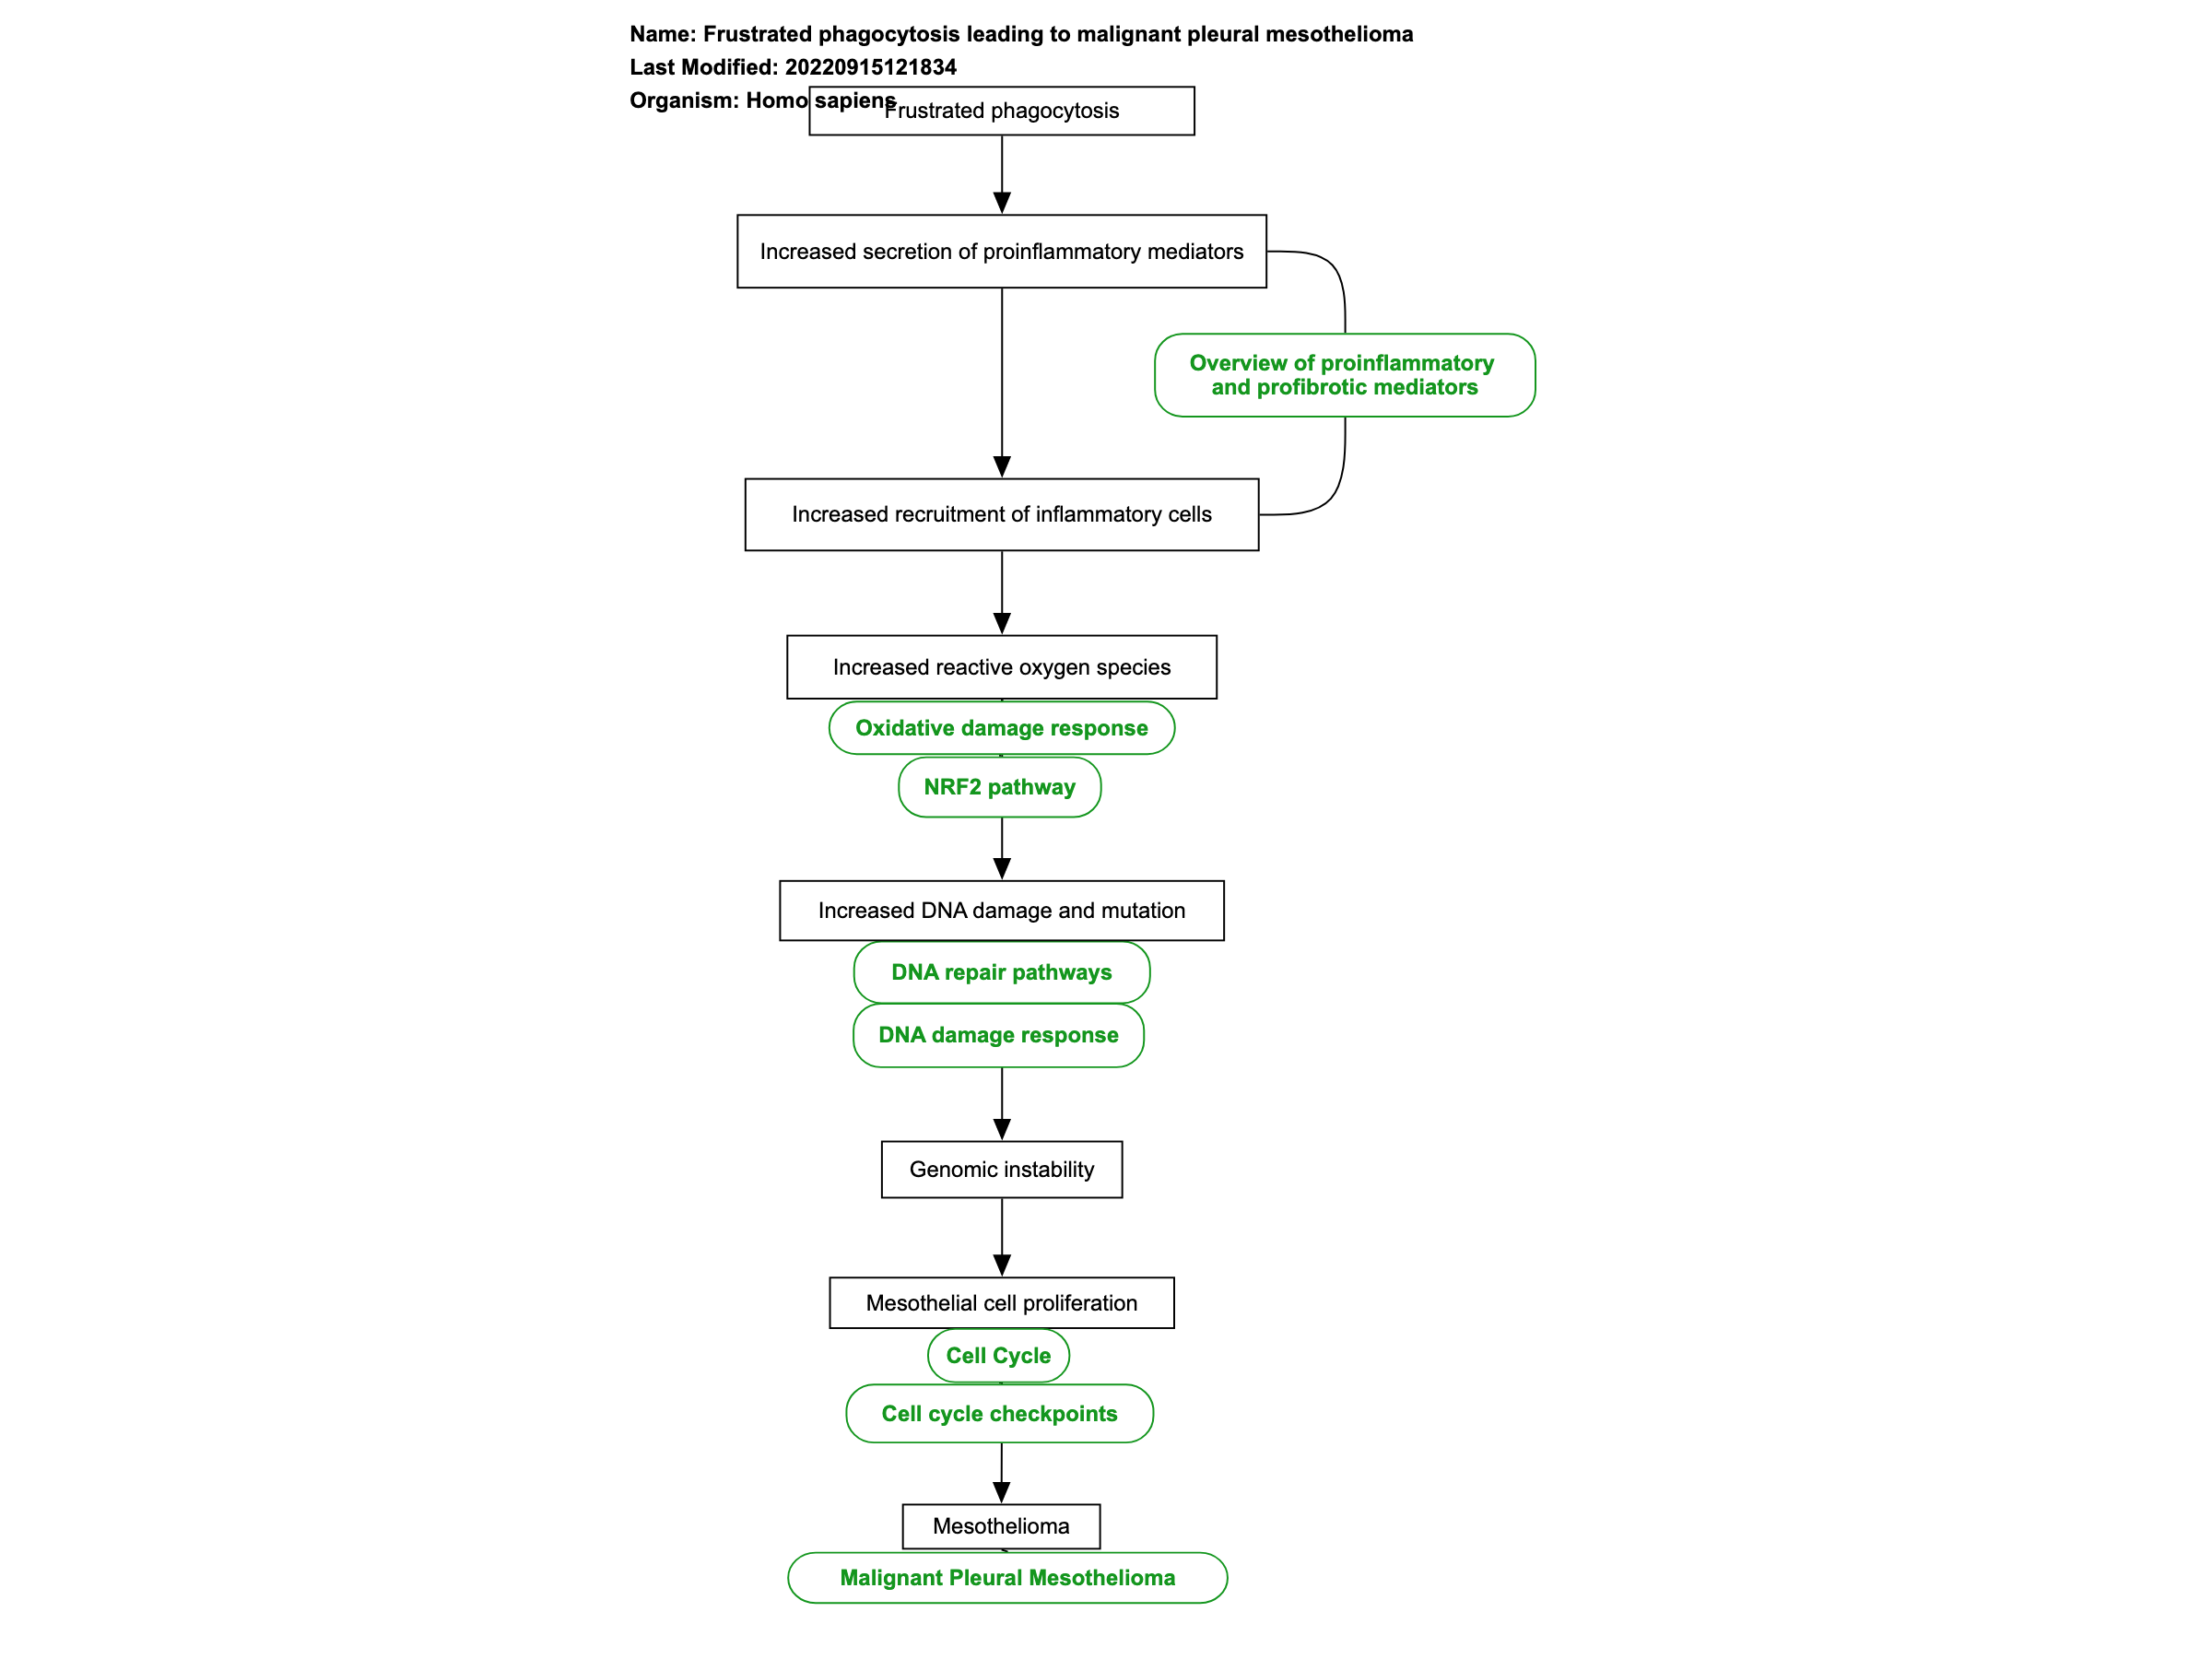 Name: Frustrated phagocytosis leading to malignant pleural mesothelioma
Last Modified: 20220915121834
Organism: Homo sapiens
Frustrated phagocytosis
Increased secretion of proinflammatory mediators
Overview of proinflammatory
and profibrotic mediators
Increased recruitment of inflammatory cells
Increased reactive oxygen species
Oxidative damage response
NRF2 pathway
Increased DNA damage and mutation
DNA repair pathways
DNA damage response
Genomic instability
Mesothelial cell proliferation
Cell Cycle
Cell cycle checkpoints
Mesothelioma
Malignant Pleural Mesothelioma